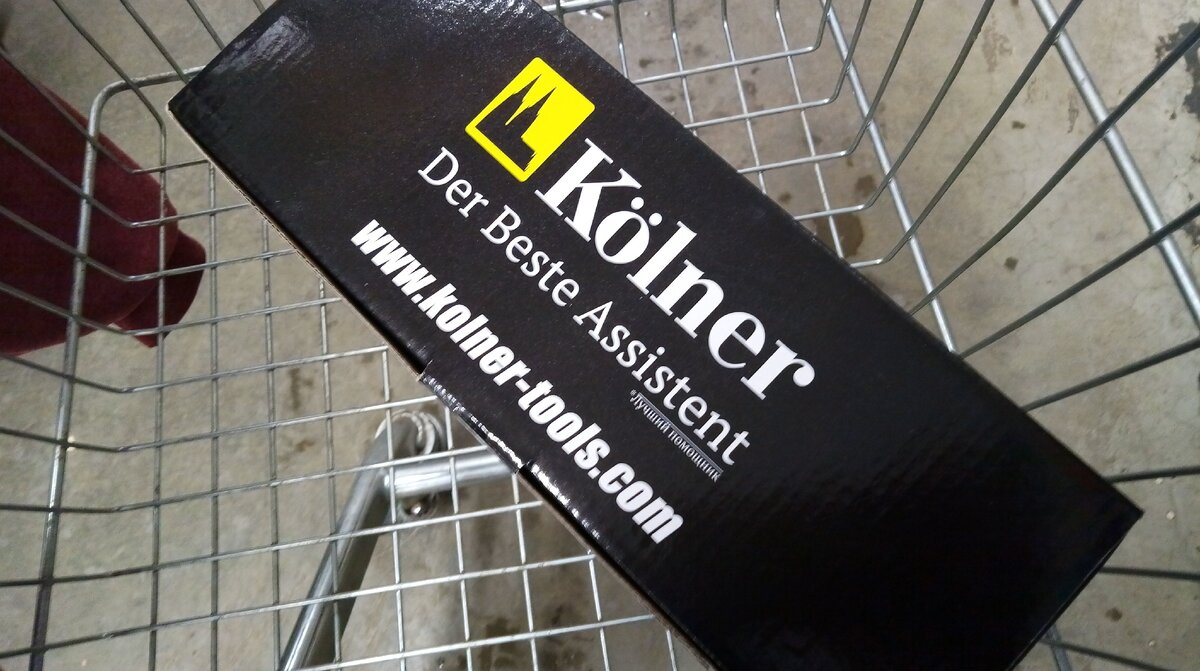 Kölner
Der Beste Assistent
*Лучший помощник
www.kolner-tools.com